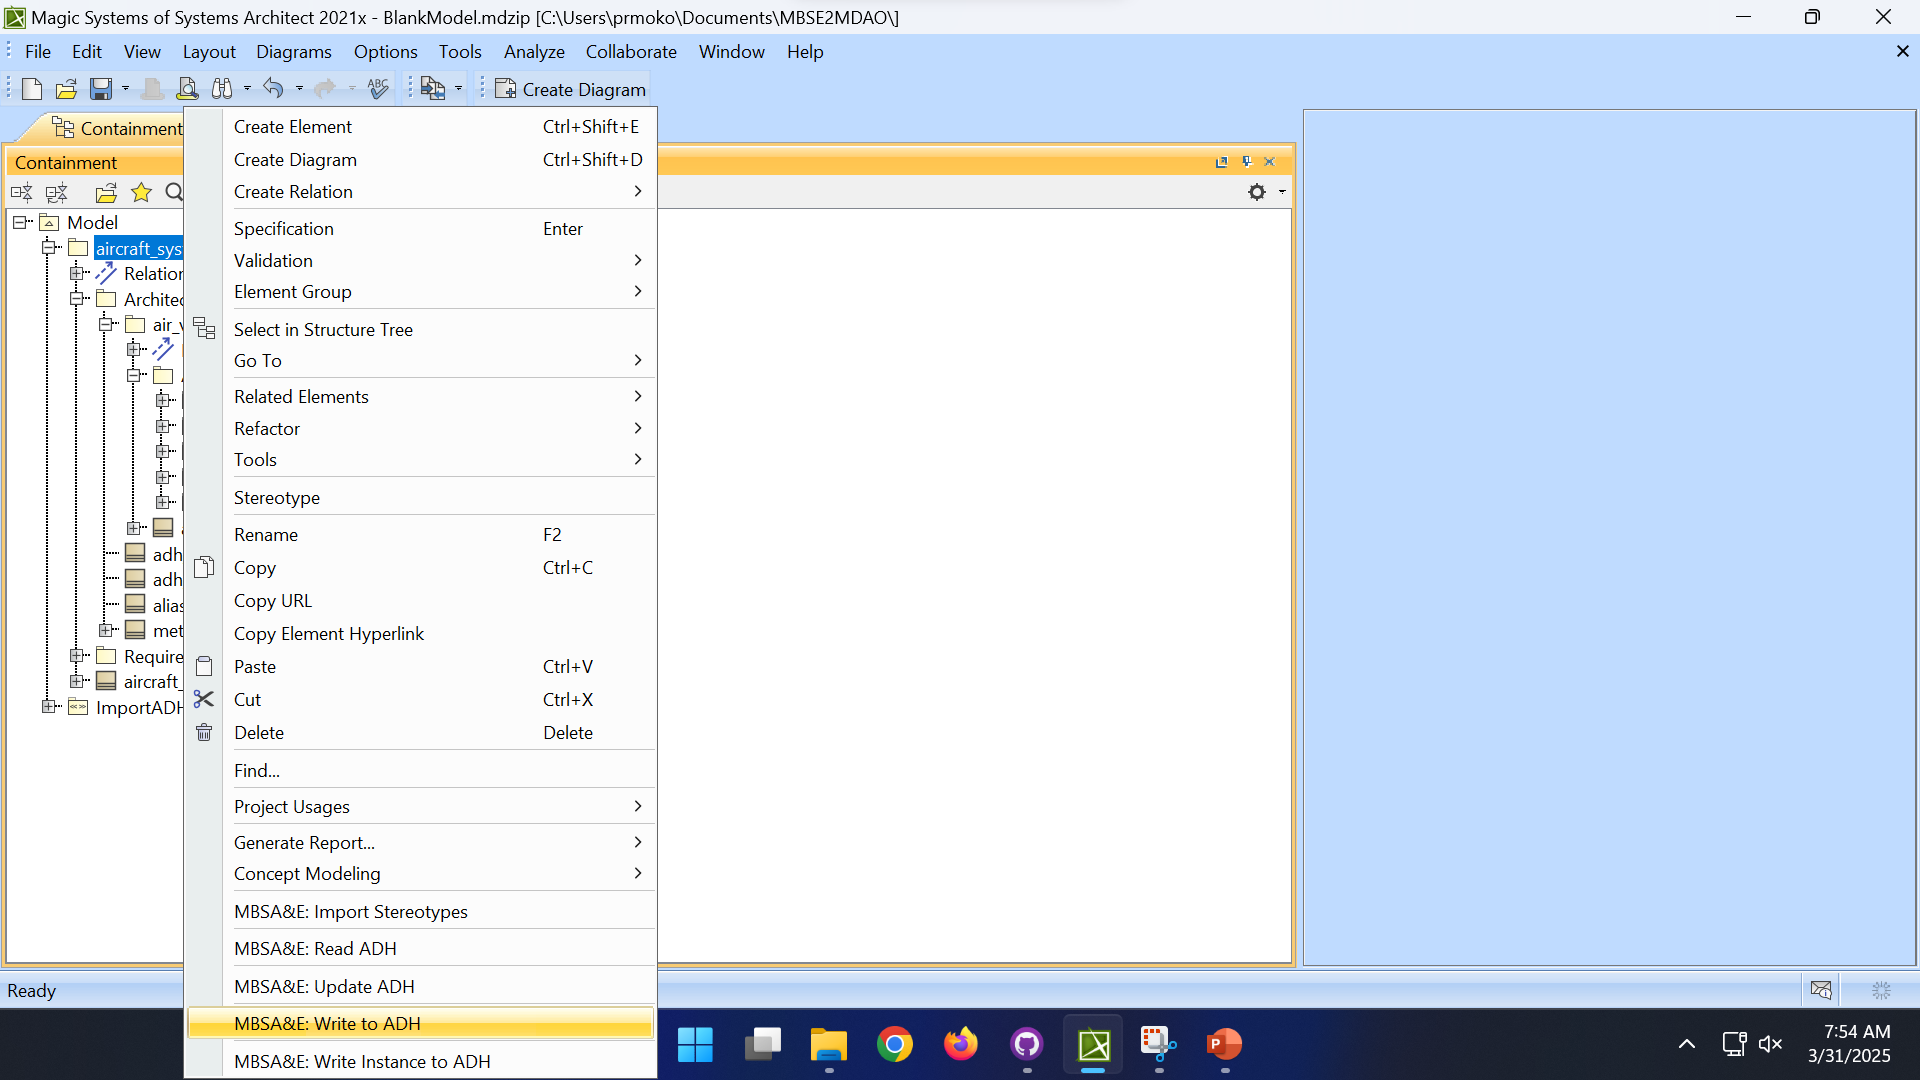 Magic Systems of Systems Architect 2021x - BlankModel.mdzip [C:\Users\prmoko\Documents\MBSE2MDAO\]
File Edit View Layout Diagrams Options Tools Analyze Collaborate Window Help
ABC Create Diagram
Containment
Containment
Model
aircraft_sys
Relation
Architec
air_v
adh
adh
alias
met
Require
aircraft_
ImportADH
Create Element Ctrl+Shift+E
Create Diagram Ctrl+Shift+D
Create Relation
Specification Enter
Validation
Element Group
Select in Structure Tree
Go To
Related Elements
Refactor
Tools
Stereotype
Rename F2
Copy Ctrl+C
Copy URL
Copy Element Hyperlink
Paste Ctrl+V
Cut Ctrl+X
Delete Delete
Find...
Project Usages
Generate Report...
Concept Modeling
MBSA&E: Import Stereotypes
MBSA&E: Read ADH
MBSA&E: Update ADH
MBSA&E: Write to ADH
MBSA&E: Write Instance to ADH
Ready
7:54 AM
3/31/2025